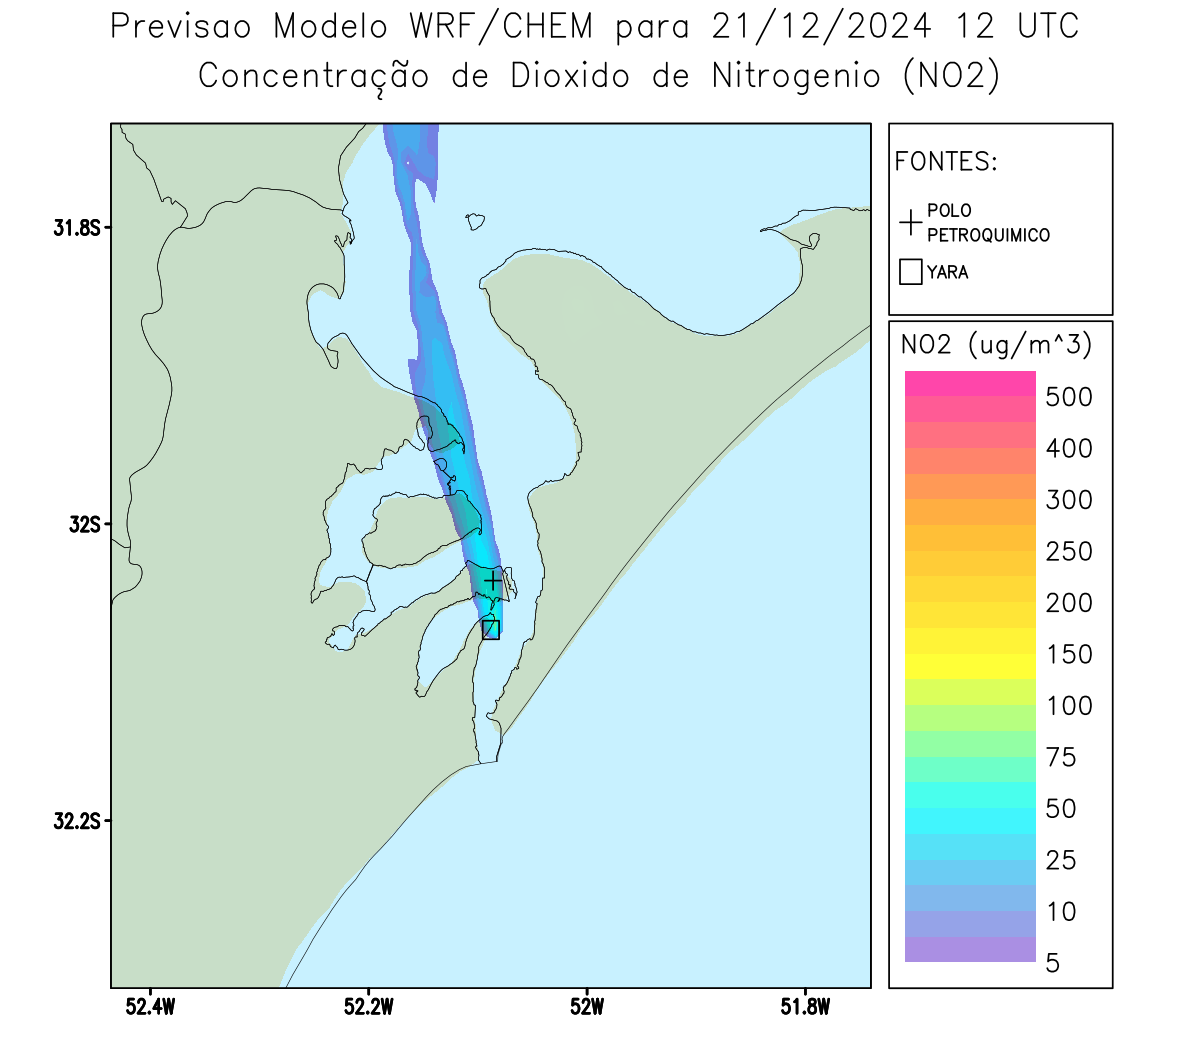 Previsao Modelo WRF/CHEM para 21/12/2024 12 UTC
Concentração de Dioxido de Nitrogenio (NO2)
FONTES:
POLO
PETROQUIMICO
YARA
NO2 (ug/m^3)
500
400
300
250
200
150
100
75
50
25
10
5
31.8S
32S
32.2S
52.4W
52.2W
52W
51.8W